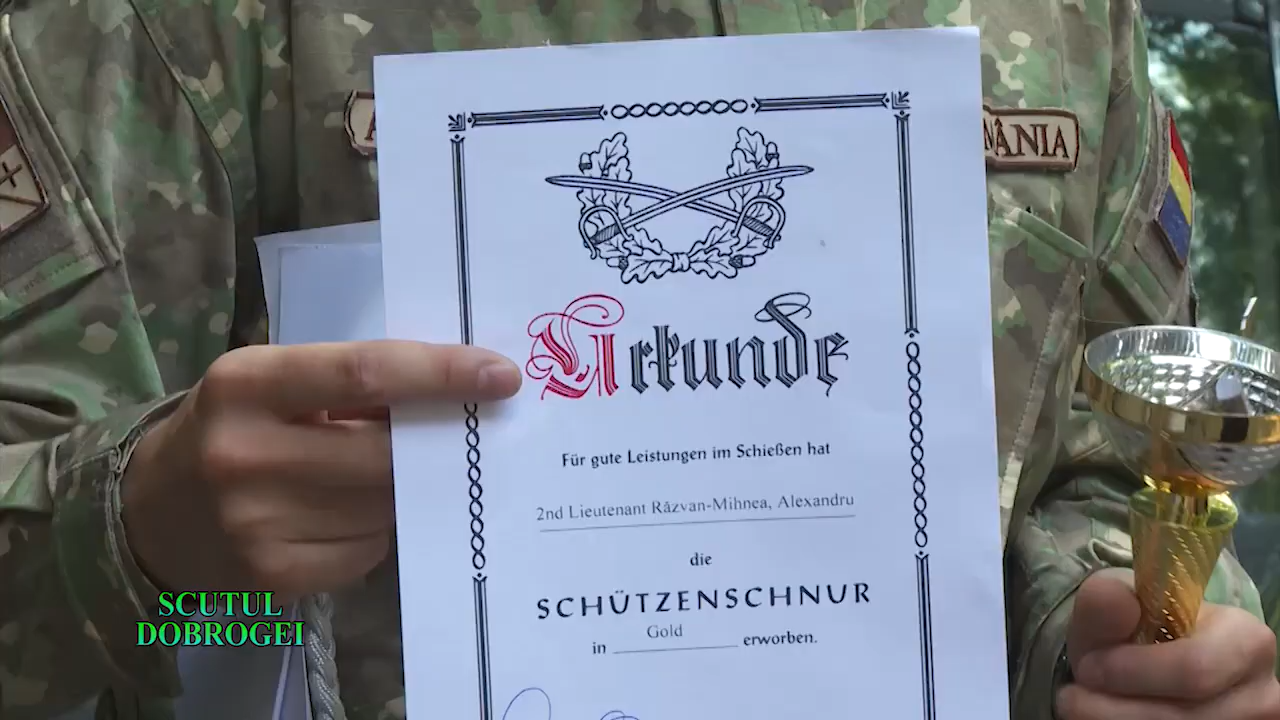 NÂNIA
Urkunde
Für gute Leistungen im Schießen hat
2nd Lieutenant Răzvan-Mihnea, Alexandru
die
SCHÜTZENSCHNUR
in Gold erworben.
SCUTUL
DOBROGEI